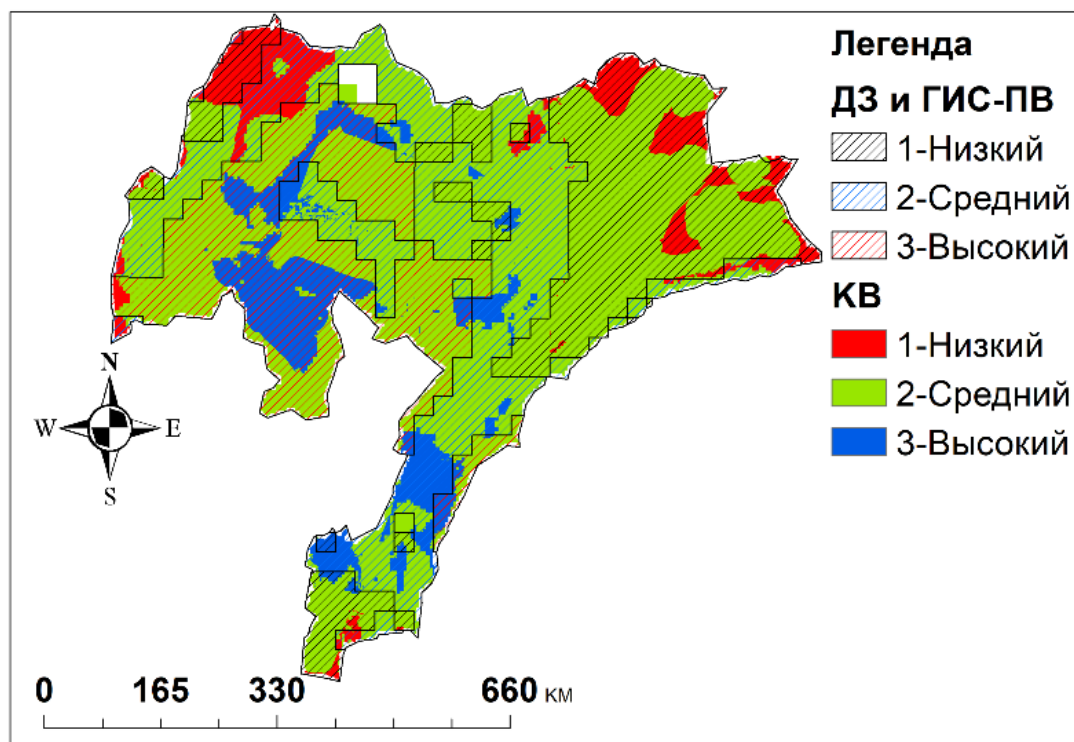 Легенда
ДЗ и ГИС-ПВ
1-Низкий
2-Средний
3-Высокий
КВ
1-Низкий
2-Средний
3-Высокий
N
W E
S
0 165 330 660 КМ